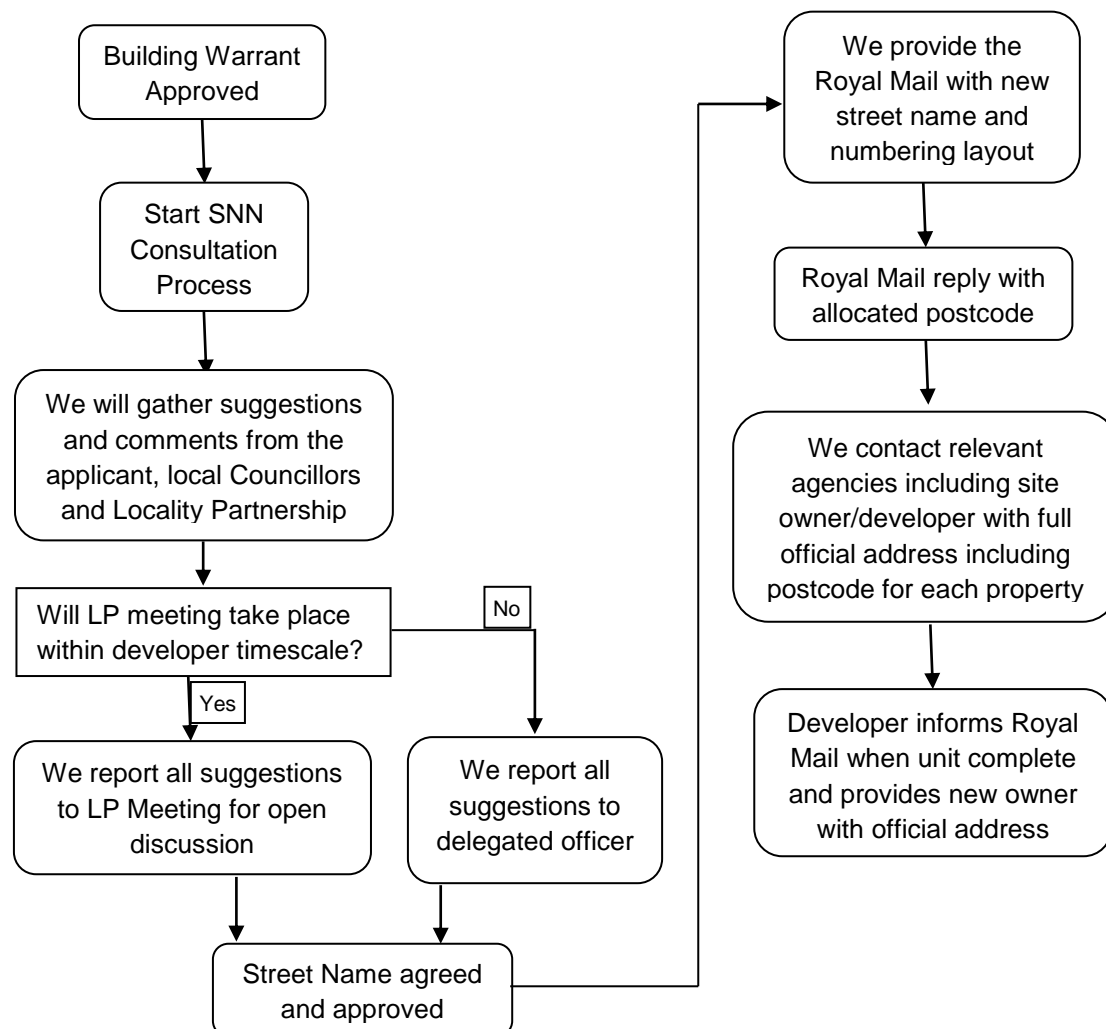 Building Warrant
Approved
Start SNN
Consultation
Process
We will gather suggestions
and comments from the
applicant, local Councillors
and Locality Partnership
Will LP meeting take place
within developer timescale?
No
Yes
We report all suggestions
to LP Meeting for open
discussion
We report all
suggestions to
delegated officer
Street Name agreed
and approved
We provide the
Royal Mail with new
street name and
numbering layout
Royal Mail reply with
allocated postcode
We contact relevant
agencies including site
owner/developer with full
official address including
postcode for each property
Developer informs Royal
Mail when unit complete
and provides new owner
with official address